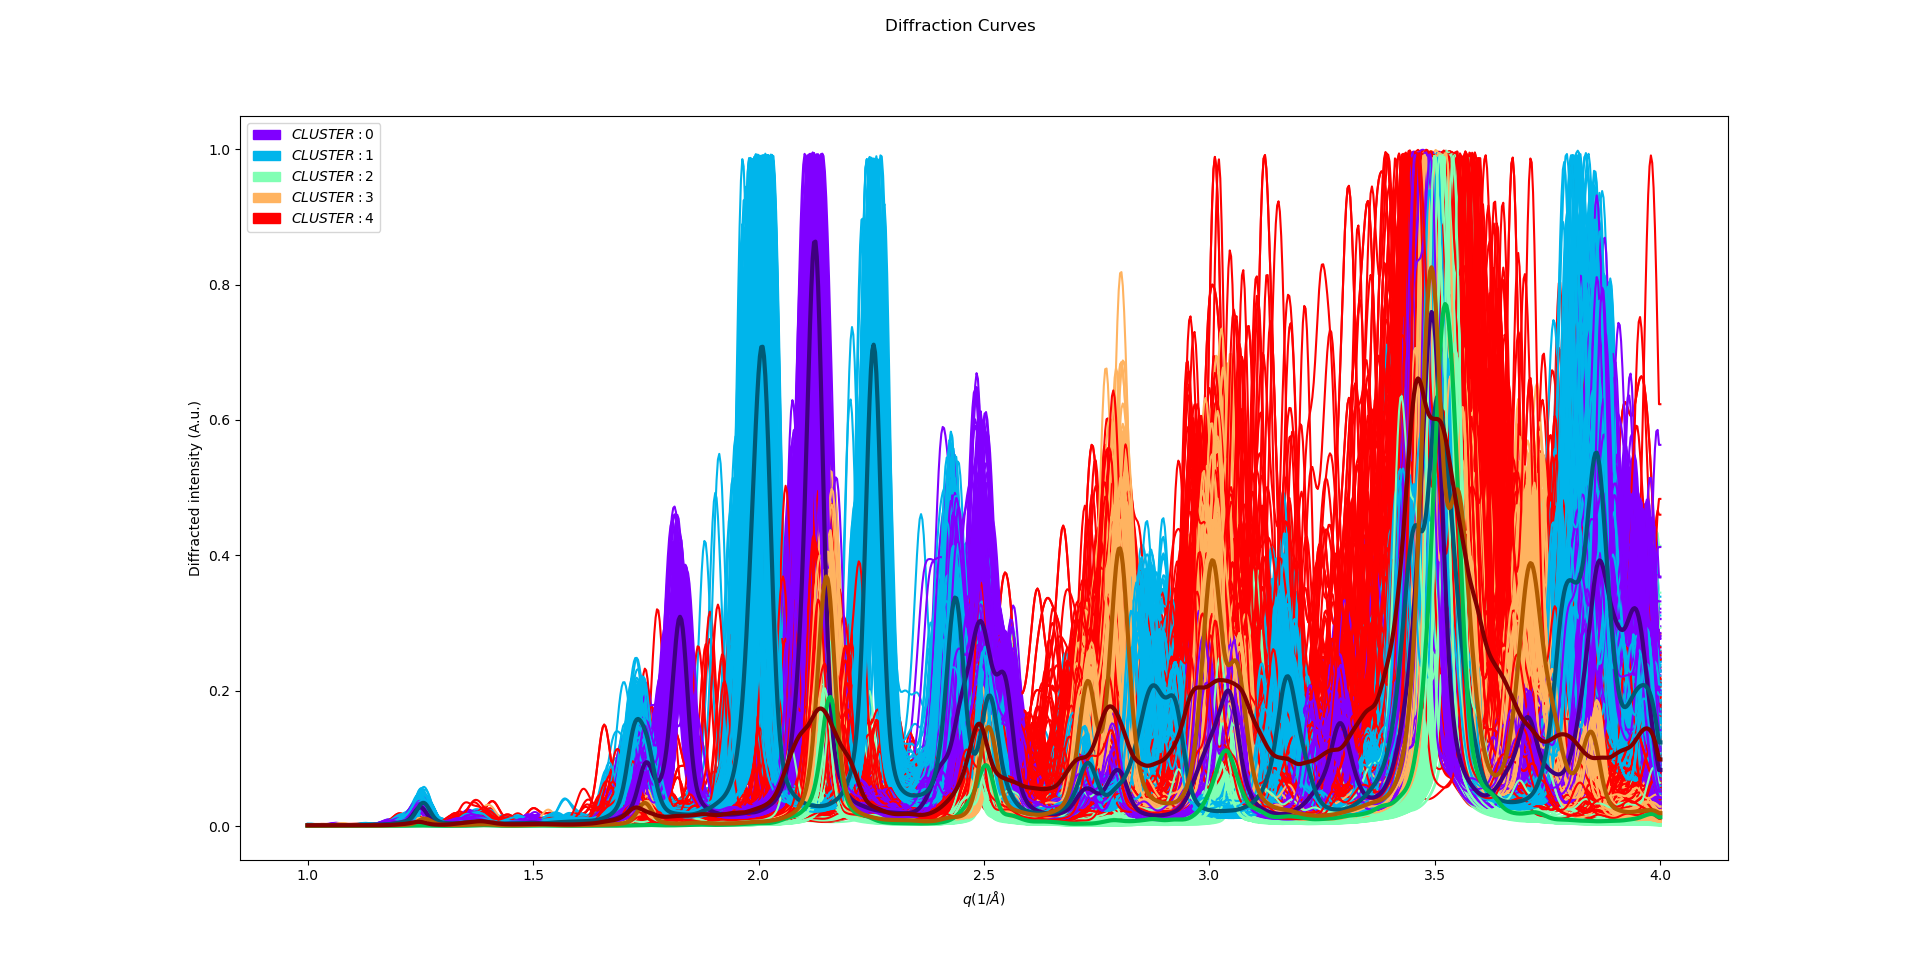 Diffraction Curves
CLUSTER : 0
CLUSTER : 1
CLUSTER : 2
CLUSTER : 3
CLUSTER : 4
1.0
0.8
0.6
0.4
0.2
0.0
Diffracted intensity (A.u.)
1.0 1.5 2.0 2.5 3.0 3.5 4.0
q(1/Å)